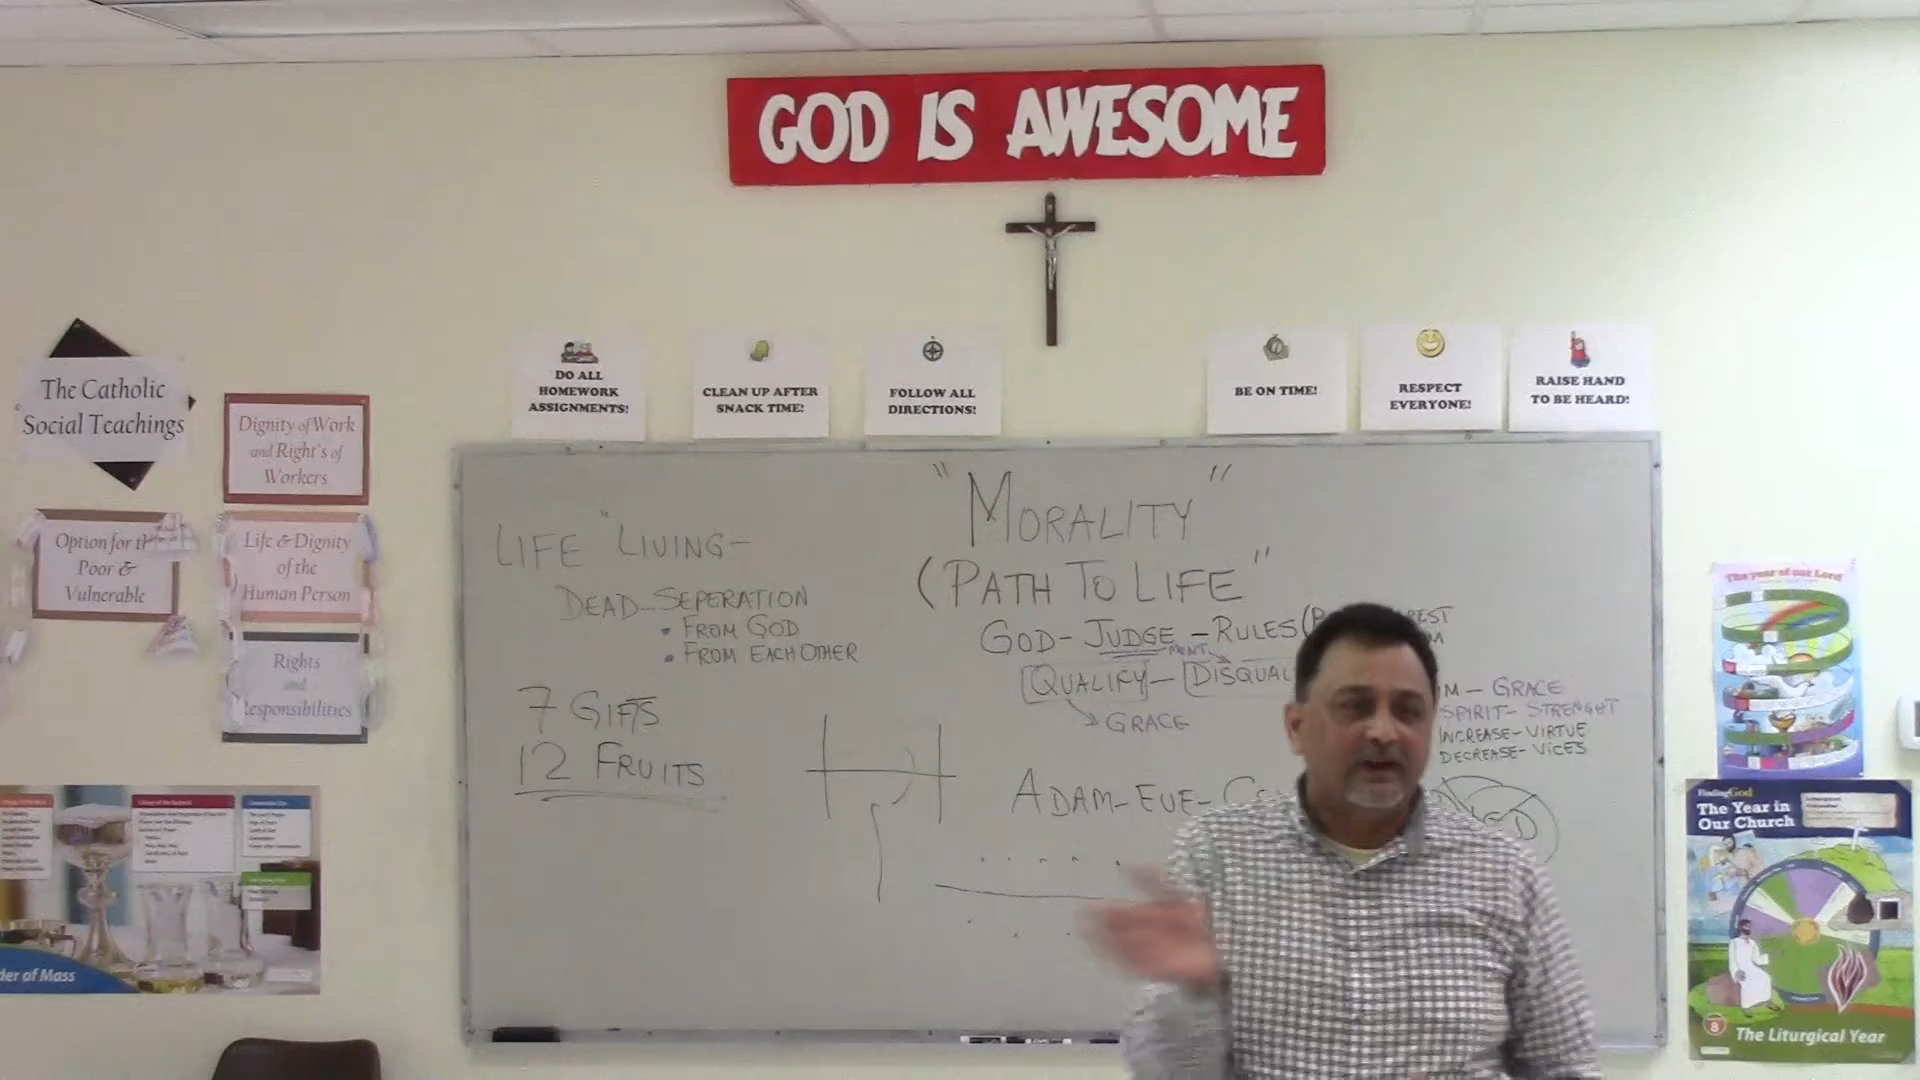 GOD IS AWESOME
DO ALL
HOMEWORK
ASSIGNMENTS!
CLEAN UP AFTER
SNACK TIME!
FOLLOW ALL
DIRECTIONS!
BE ON TIME!
RESPECT
EVERYONE!
RAISE HAND
TO BE HEARD!
The Catholic
Social Teachings
Dignity of Work
and Right's of
Workers
Option for
Poor &
Vulnerable
Life & Dignity
of the
Human Person
Rights
and
Responsibilities
"MORALITY"
(PATH TO LIFE"
LIFE "LIVING-
DEAD-SEPERATION
• FROM GOD
• FROM EACH OTHER
7 GIFTS
12 FRUITS
GOD-JUDGE-RULES(
MENT
QUALIFY-
GRACE
- GRACE
SPIRIT-STRENGHT
INCREASE-VIRTUE
DECREASE-VICES
ADAM-EVE-
The year of our Lord
FindingGod
The Year in
Our Church
8
The Liturgical Year
of Mass